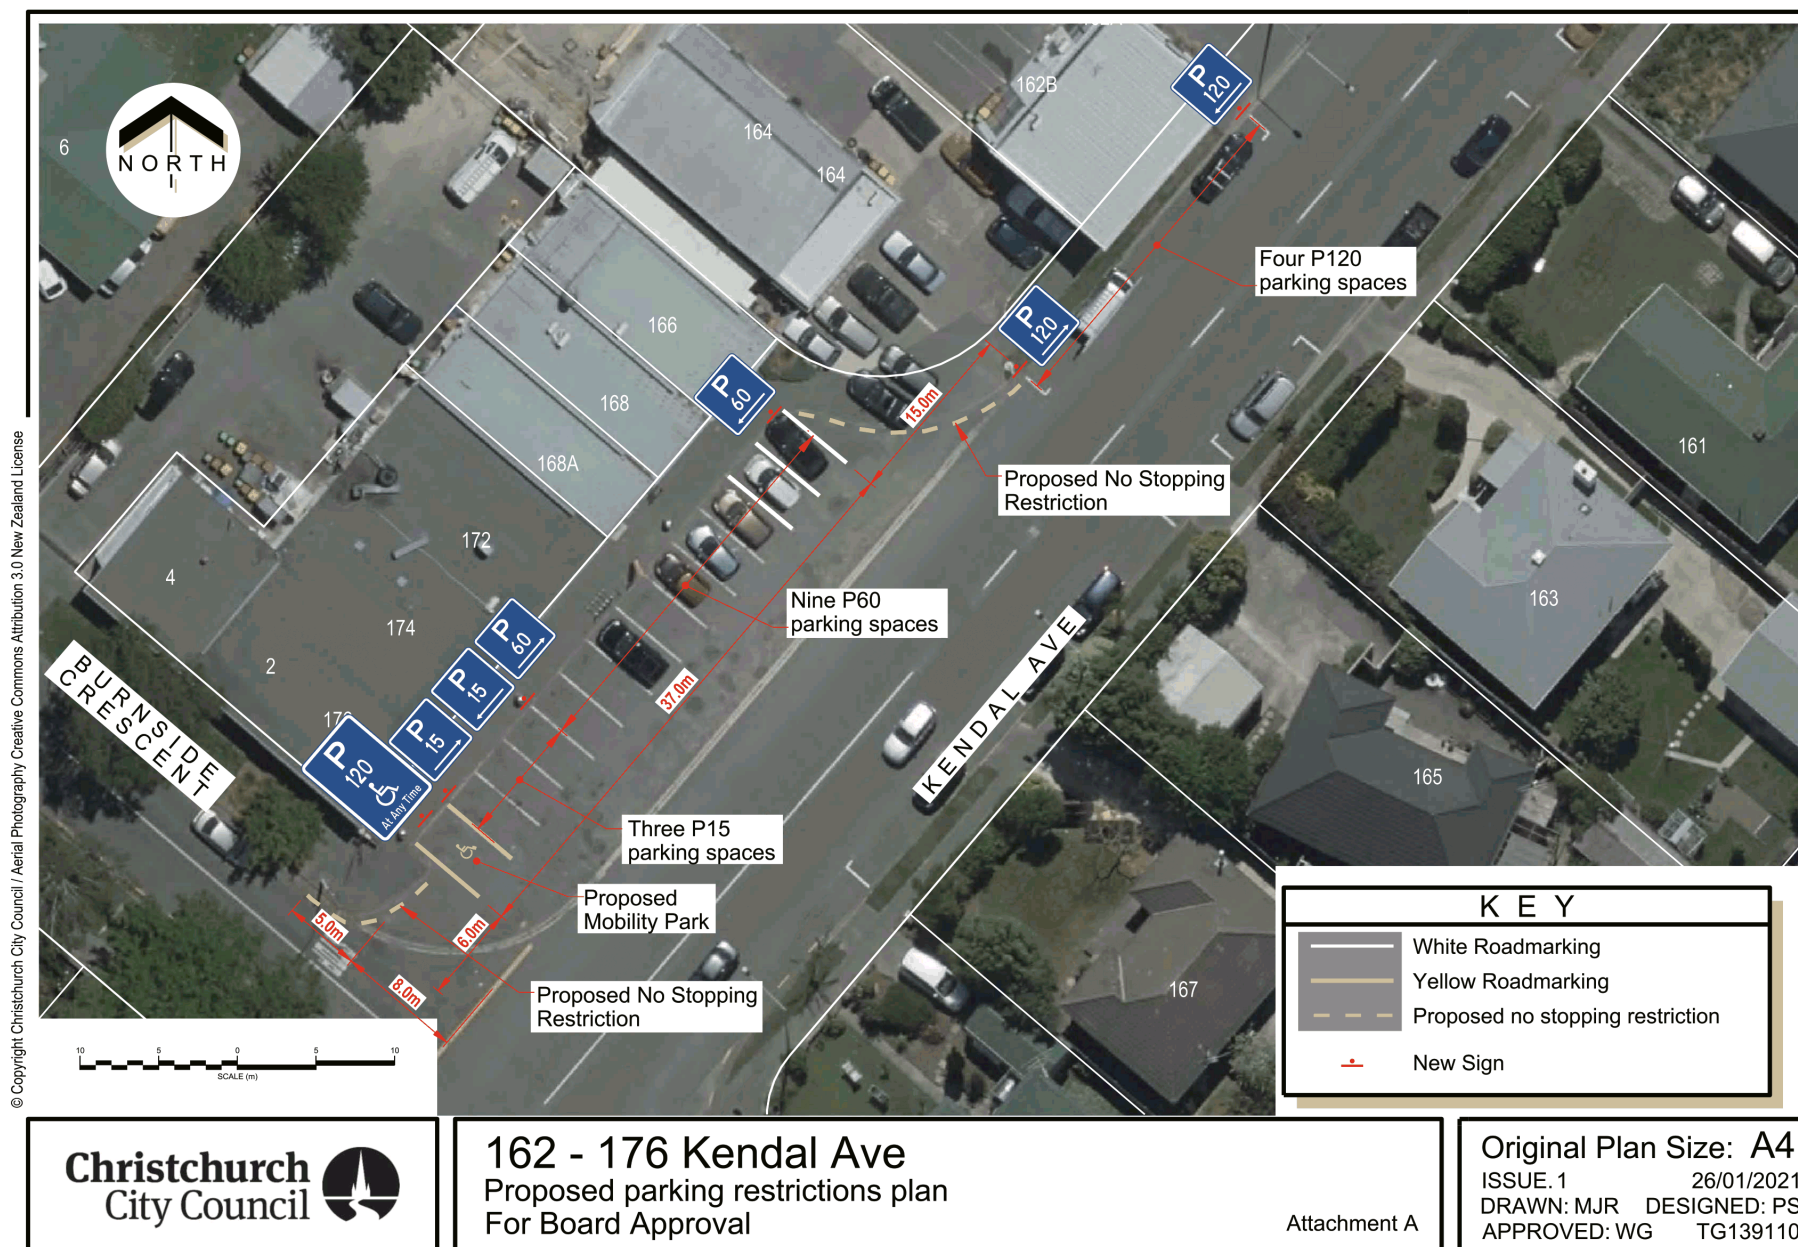 NORTH
6
164
164
162B
P
120
Four P120
parking spaces
P
120
166
P
60
168
15.0m
168A
161
Proposed No Stopping
Restriction
172
4
163
Nine P60
parking spaces
174
P
60
2
P
15
37.0m
KENDAL AVE
BURNSIDE
CRESCENT
P
15
P
120
At Any Time
165
Three P15
parking spaces
Proposed
Mobility Park
5.0m
6.0m
8.0m
Proposed No Stopping
Restriction
167
© Copyright Christchurch City Council / Aerial Photography Creative Commons Attribution 3.0 New Zealand License
10 5 0 5 10
SCALE (m)
KEY
White Roadmarking
Yellow Roadmarking
Proposed no stopping restriction
New Sign
Christchurch
City Council
162 - 176 Kendal Ave
Proposed parking restrictions plan
For Board Approval
Attachment A
Original Plan Size: A4
ISSUE. 1 26/01/2021
DRAWN: MJR DESIGNED: PS
APPROVED: WG TG139110